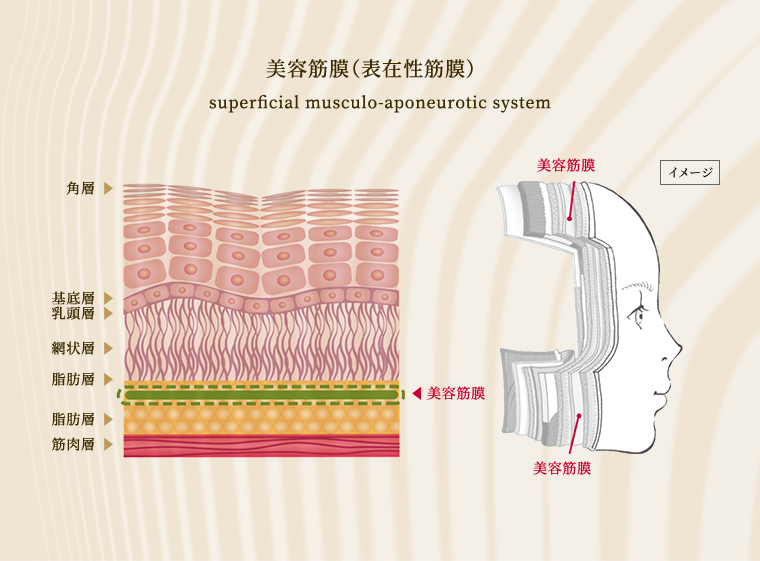 美容筋膜（表在性筋膜）
superficial musculo-aponeurotic system
美容筋膜
イメージ
角層
基底層
乳頭層
網状層
脂肪層
美容筋膜
脂肪層
筋肉層
美容筋膜